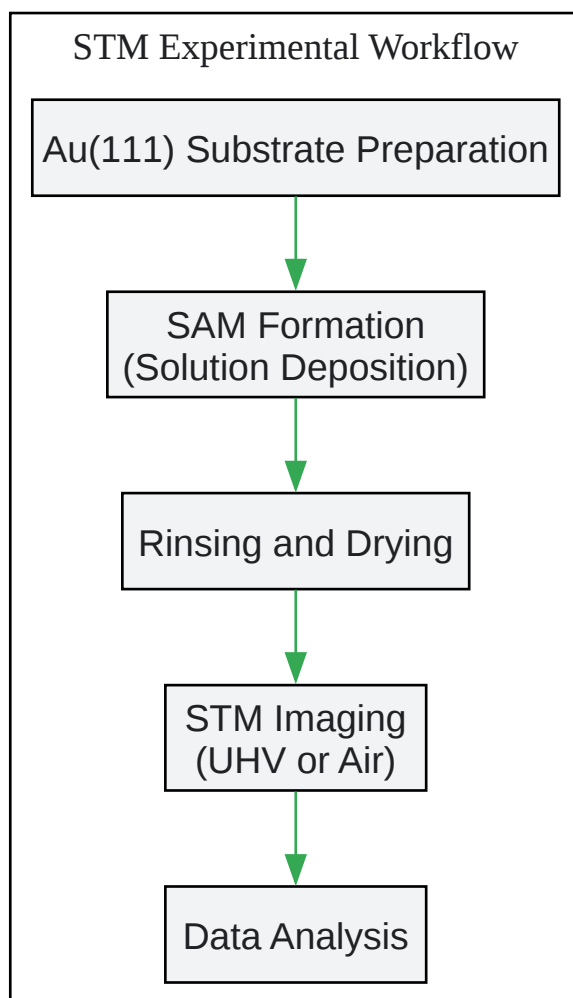 STM Experimental Workflow
Au(111) Substrate Preparation
SAM Formation
(Solution Deposition)
Rinsing and Drying
STM Imaging
(UHV or Air)
Data Analysis